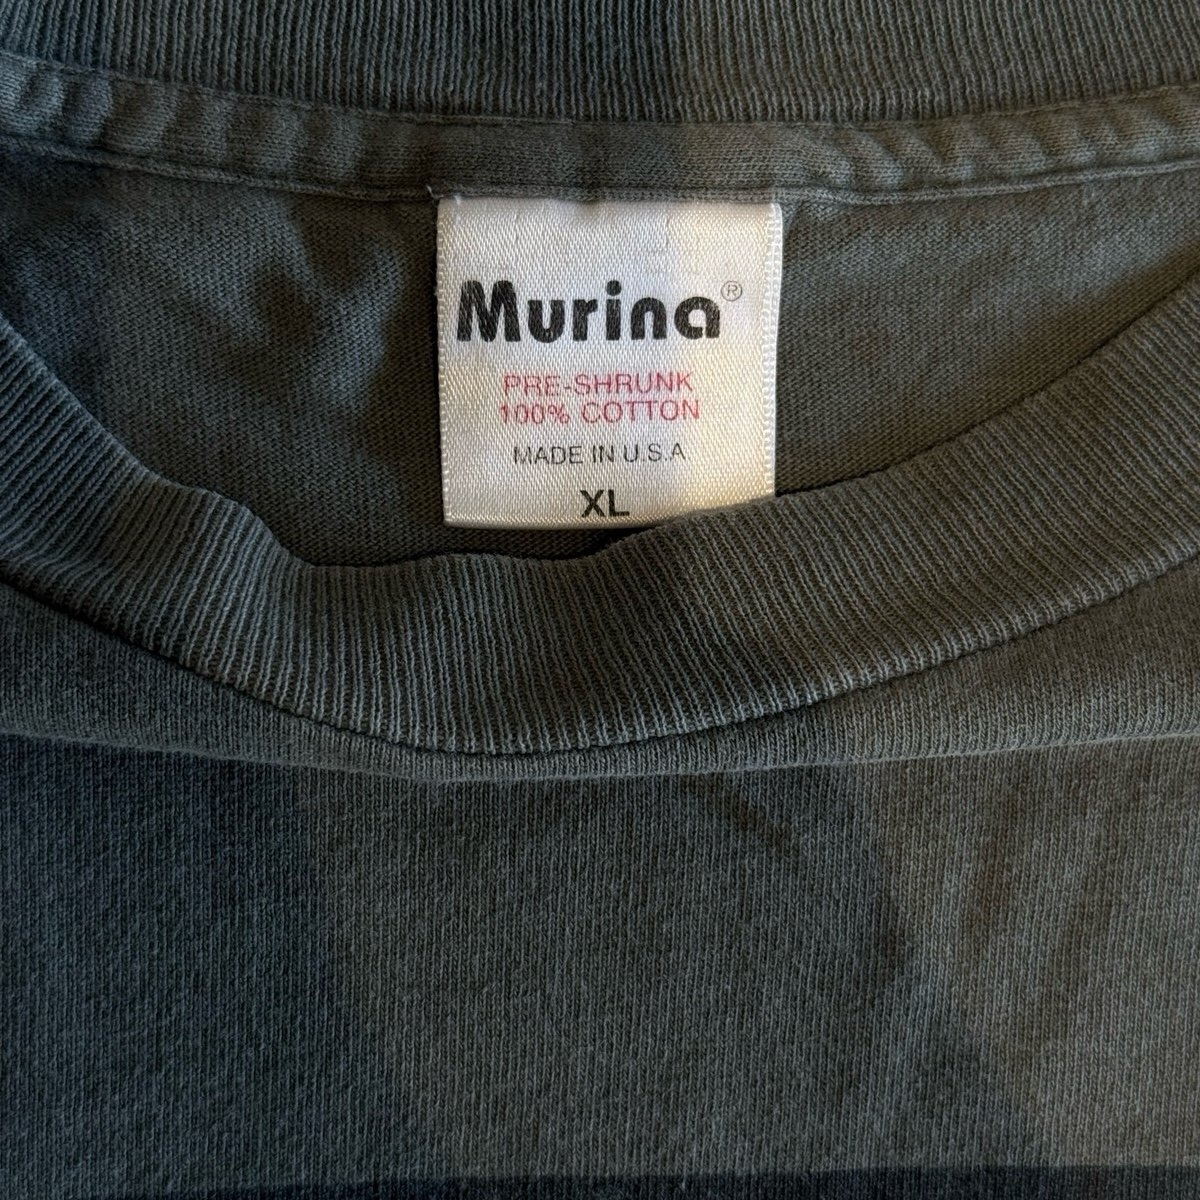 Murina®
PRE-SHRUNK
100% COTTON
MADE IN U.S.A
XL